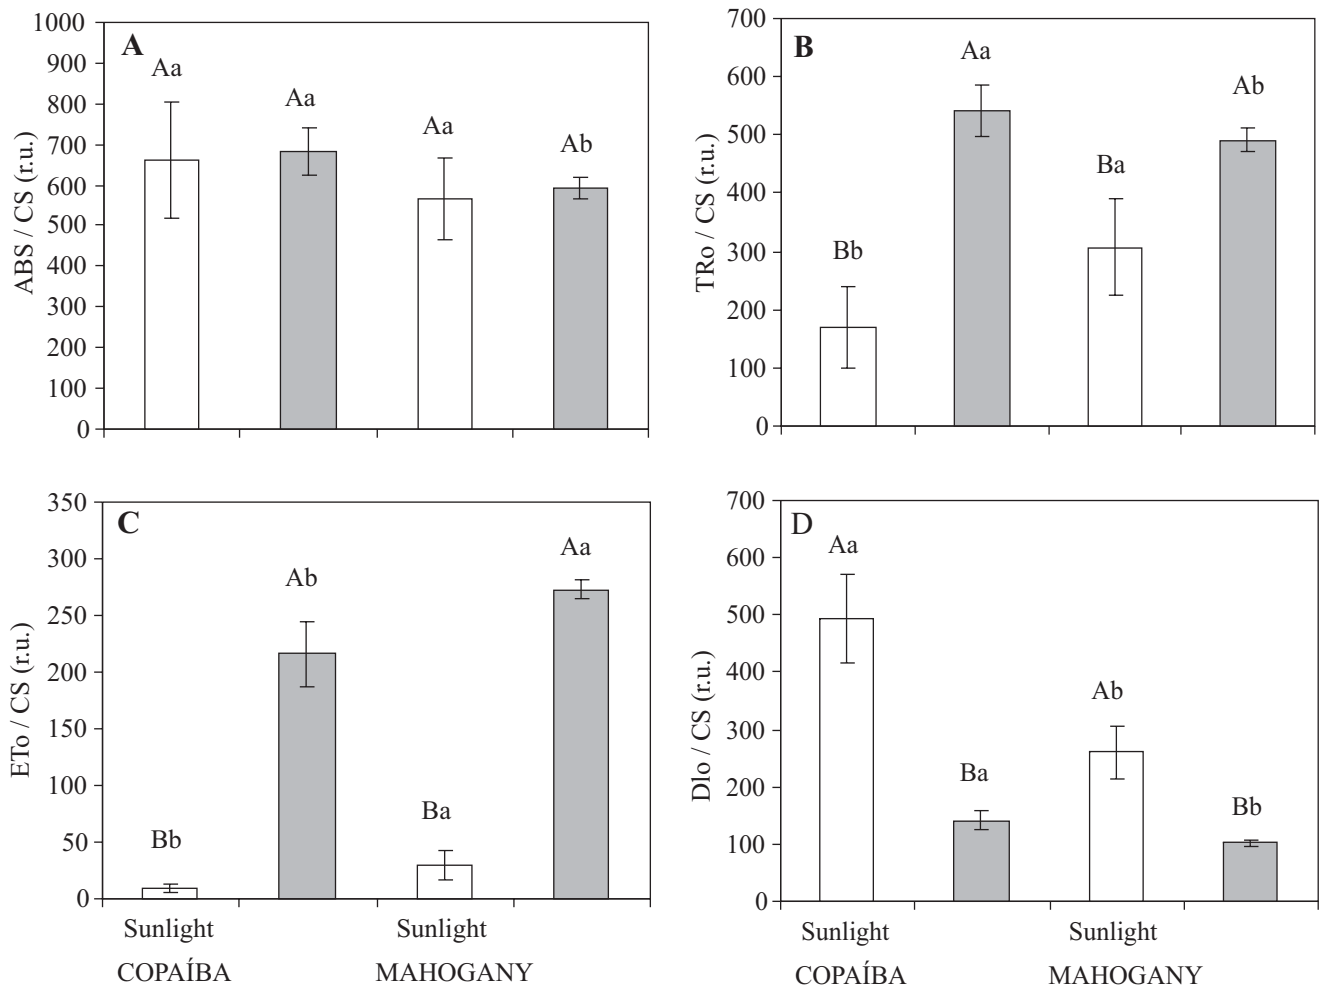 A
ABS / CS (r.u.)
1000
900
800
700
600
500
400
300
200
100
0
Aa
Aa
Aa
Ab
B
TRo / CS (r.u.)
700
600
500
400
300
200
100
0
Bb
Aa
Ba
Ab
C
ETo / CS (r.u.)
350
300
250
200
150
100
50
0
Bb
Ab
Ba
Aa
Sunlight
Sunlight
COPAÍBA
MAHOGANY
D
Dlo / CS (r.u.)
700
600
500
400
300
200
100
0
Aa
Ba
Ab
Bb
Sunlight
Sunlight
COPAÍBA
MAHOGANY